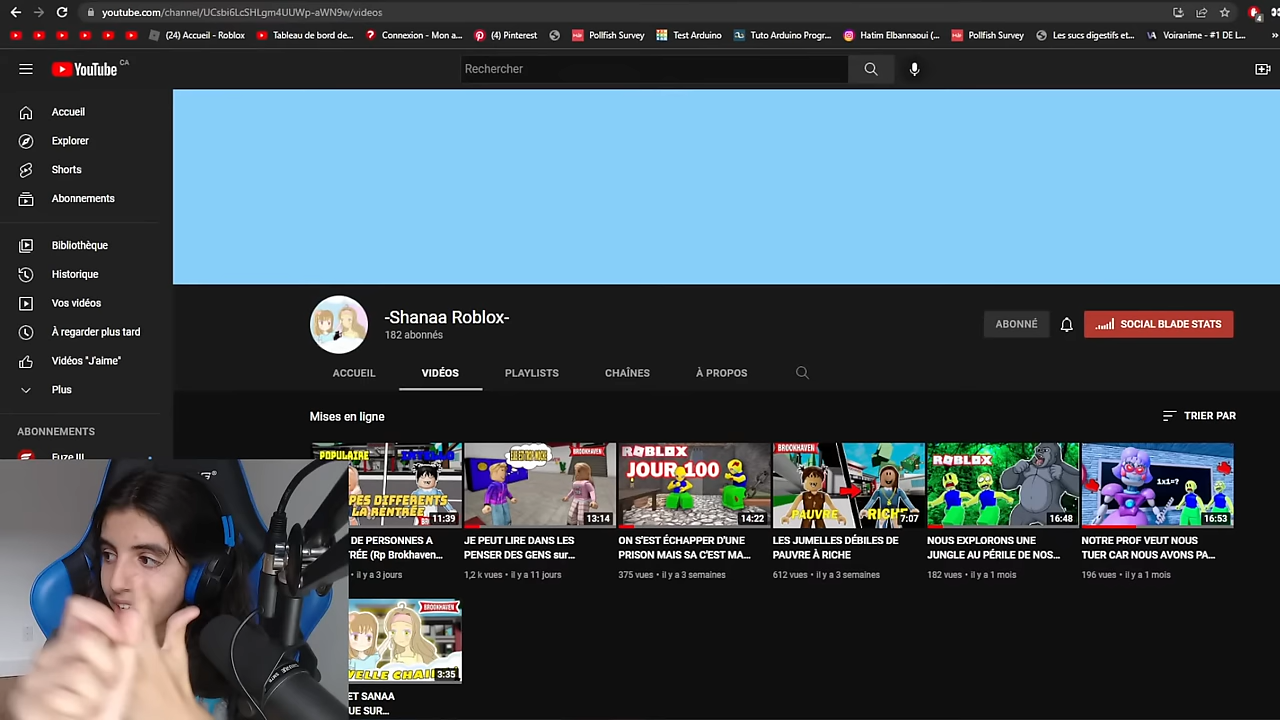 youtube.com/channel/UCsbi6LcSHLgm4UUWp-aWN9w/videos
(24) Accueil - Roblox
Tableau de bord de...
Connexion - Mon a...
(4) Pinterest
Pollfish Survey
Test Arduino
Tuto Arduino Progr...
Hatim Elbannaoui (...
Pollfish Survey
Les sucs digestifs et...
Voiranime - #1 DE L...
YouTube CA
Rechercher
Accueil
Explorer
Shorts
Abonnements
Bibliothèque
Historique
Vos vidéos
À regarder plus tard
Vidéos "J'aime"
Plus
ABONNEMENTS
Fuze III
-Shanaa Roblox-
182 abonnés
ABONNÉ
SOCIAL BLADE STATS
ACCUEIL
VIDÉOS
PLAYLISTS
CHAÎNES
À PROPOS
Mises en ligne
TRIER PAR
POPULAIRE
PES DIFFERENTS
LA RENTRÉE
11:39
DE PERSONNES A
TRÉE (Rp Brokhaven...
il y a 3 jours
BROOKHAVEN
13:14
JE PEUT LIRE DANS LES
PENSER DES GENS sur...
1,2 k vues • il y a 11 jours
ROBLOX
JOUR 100
14:22
ON S'EST ÉCHAPPER D'UNE
PRISON MAIS SA C'EST MA...
375 vues • il y a 3 semaines
BROOKHAVEN
PAUVRE
RICHE
7:07
LES JUMELLES DÉBILES DE
PAUVRE À RICHE
612 vues • il y a 3 semaines
ROBLOX
16:48
NOUS EXPLORONS UNE
JUNGLE AU PÉRILE DE NOS...
182 vues • il y a 1 mois
1x1=?
16:53
NOTRE PROF VEUT NOUS
TUER CAR NOUS AVONS PA...
196 vues • il y a 1 mois
BROOKHAVEN
VELLE CHAI
3:35
ET SANAA
QUE SUR...